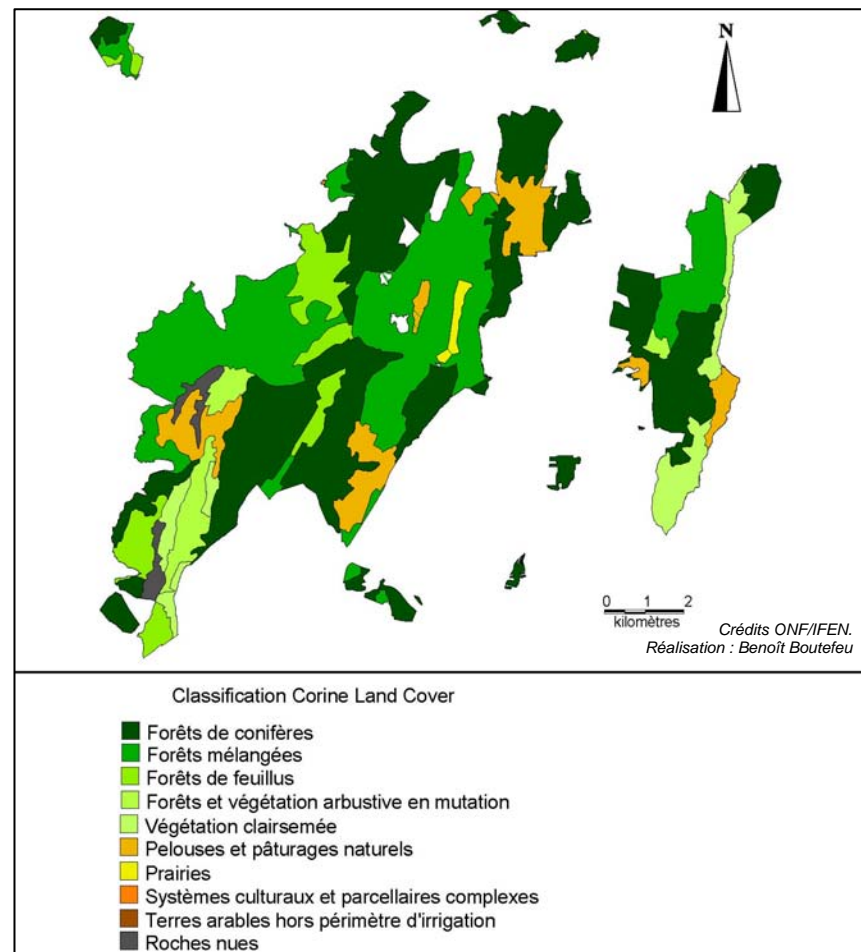 N
0 1 2
kilomètres
Crédits ONF/IFEN.
Réalisation : Benoît Boutefeu
Classification Corine Land Cover
Forêts de conifères
Forêts mélangées
Forêts de feuillus
Forêts et végétation arbustive en mutation
Végétation clairsemée
Pelouses et pâturages naturels
Prairies
Systèmes culturaux et parcellaires complexes
Terres arables hors périmètre d'irrigation
Roches nues